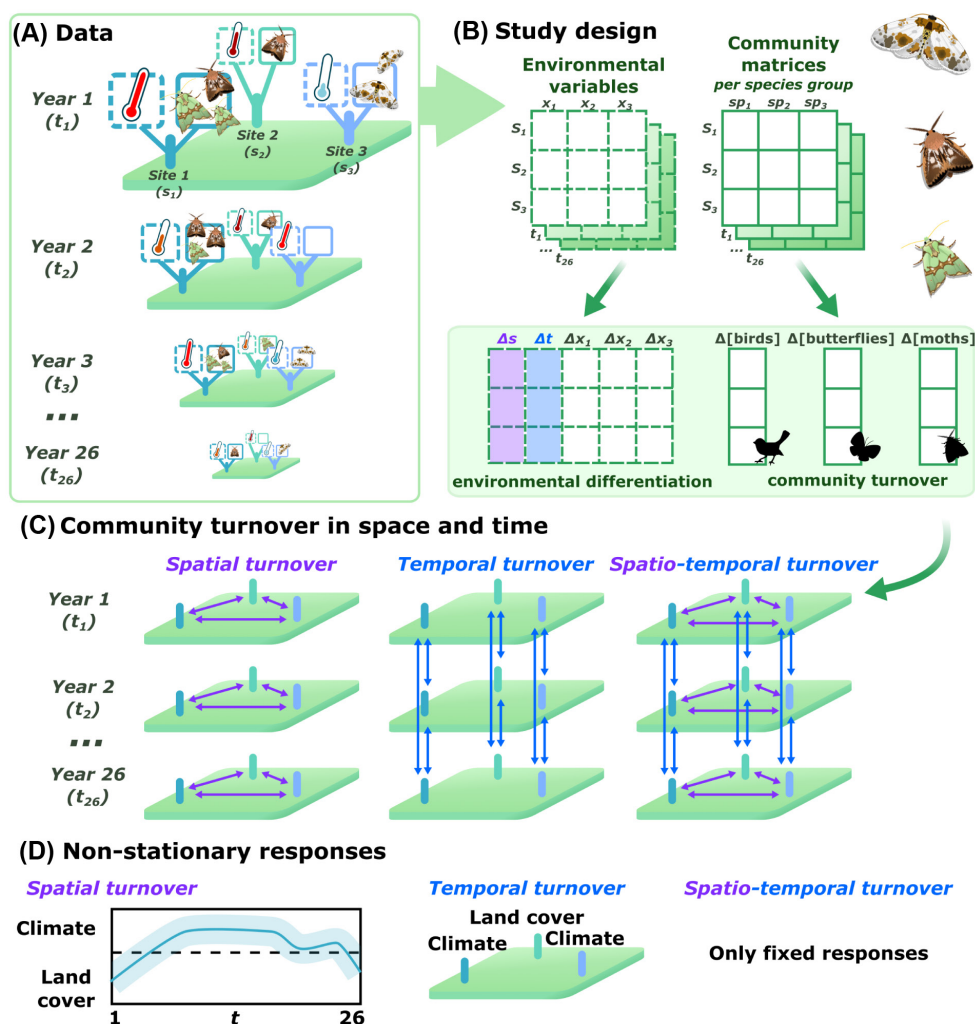 (A) Data
Year 1
(t1)
Site 1
(s1)
Site 2
(s2)
Site 3
(s3)
Year 2
(t2)
Year 3
(t3)
...
Year 26
(t26)
(B) Study design
Environmental
variables
x1 x2 x3
S1
S2
S3
t1
... t26
Community
matrices
per species group
sp1 sp2 sp3
S1
S2
S3
t1
... t26
Δs Δt Δx1 Δx2 Δx3
environmental differentiation
Δ[birds] Δ[butterflies] Δ[moths]
community turnover
(C) Community turnover in space and time
Spatial turnover
Temporal turnover
Spatio-temporal turnover
Year 1
(t1)
Year 2
(t2)
...
Year 26
(t26)
(D) Non-stationary responses
Spatial turnover
Climate
Land
cover
1 t 26
Temporal turnover
Land cover
Climate
Climate
Spatio-temporal turnover
Only fixed responses